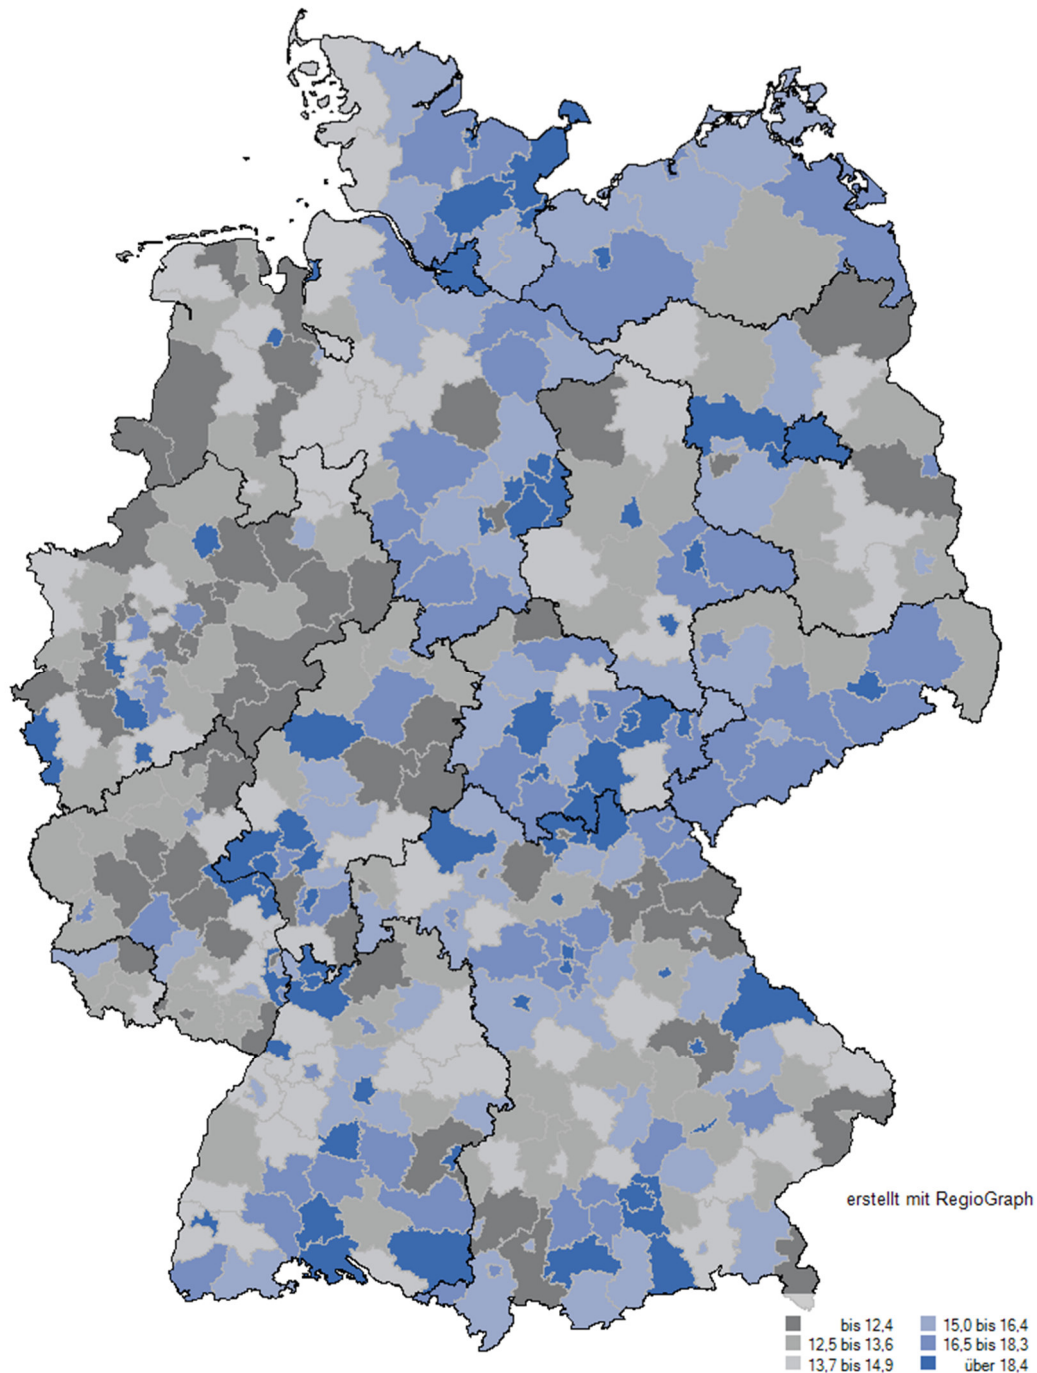 erstellt mit RegioGraph
bis 12,4
12,5 bis 13,6
13,7 bis 14,9
15,0 bis 16,4
16,5 bis 18,3
über 18,4